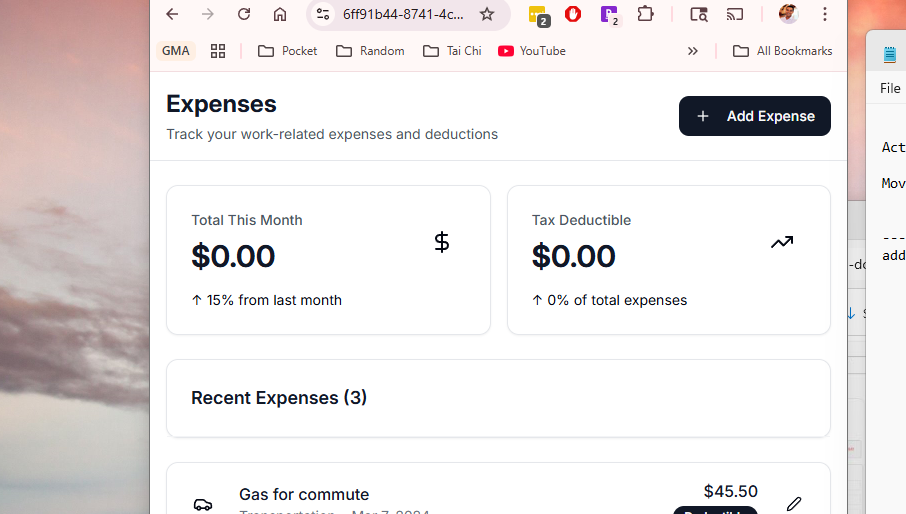 6ff91b44-8741-4c...
2
2
GMA
Pocket
Random
Tai Chi
YouTube
»
All Bookmarks
File
Expenses
Track your work-related expenses and deductions
+ Add Expense
Act
Mov
----
add
Total This Month
$0.00
$
↑ 15% from last month
Tax Deductible
$0.00
↑ 0% of total expenses
Recent Expenses (3)
Gas for commute
$45.50